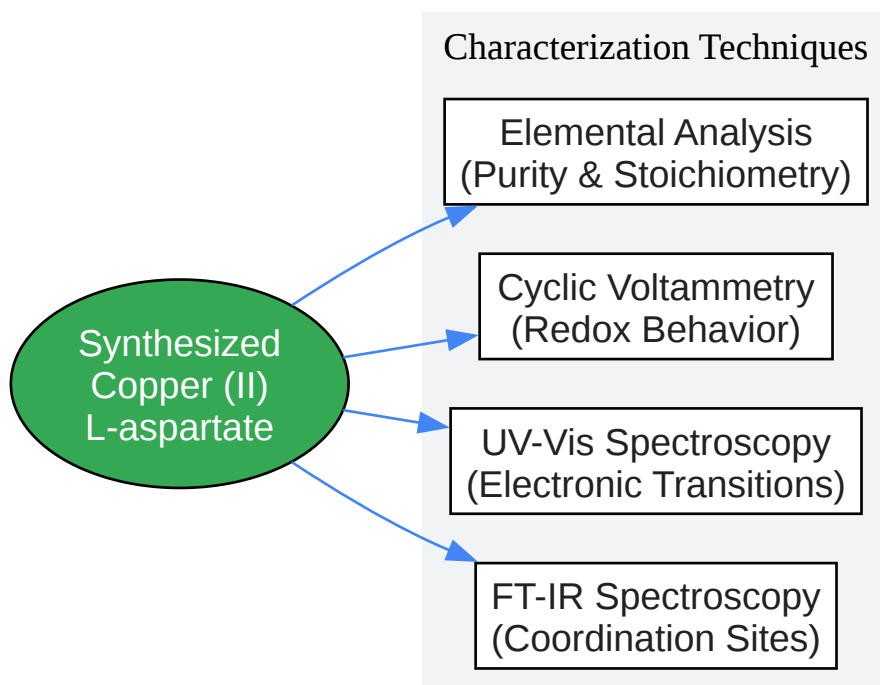 Characterization Techniques
Elemental Analysis
(Purity & Stoichiometry)
Cyclic Voltammetry
(Redox Behavior)
Synthesized
Copper (II)
L-aspartate
UV-Vis Spectroscopy
(Electronic Transitions)
FT-IR Spectroscopy
(Coordination Sites)